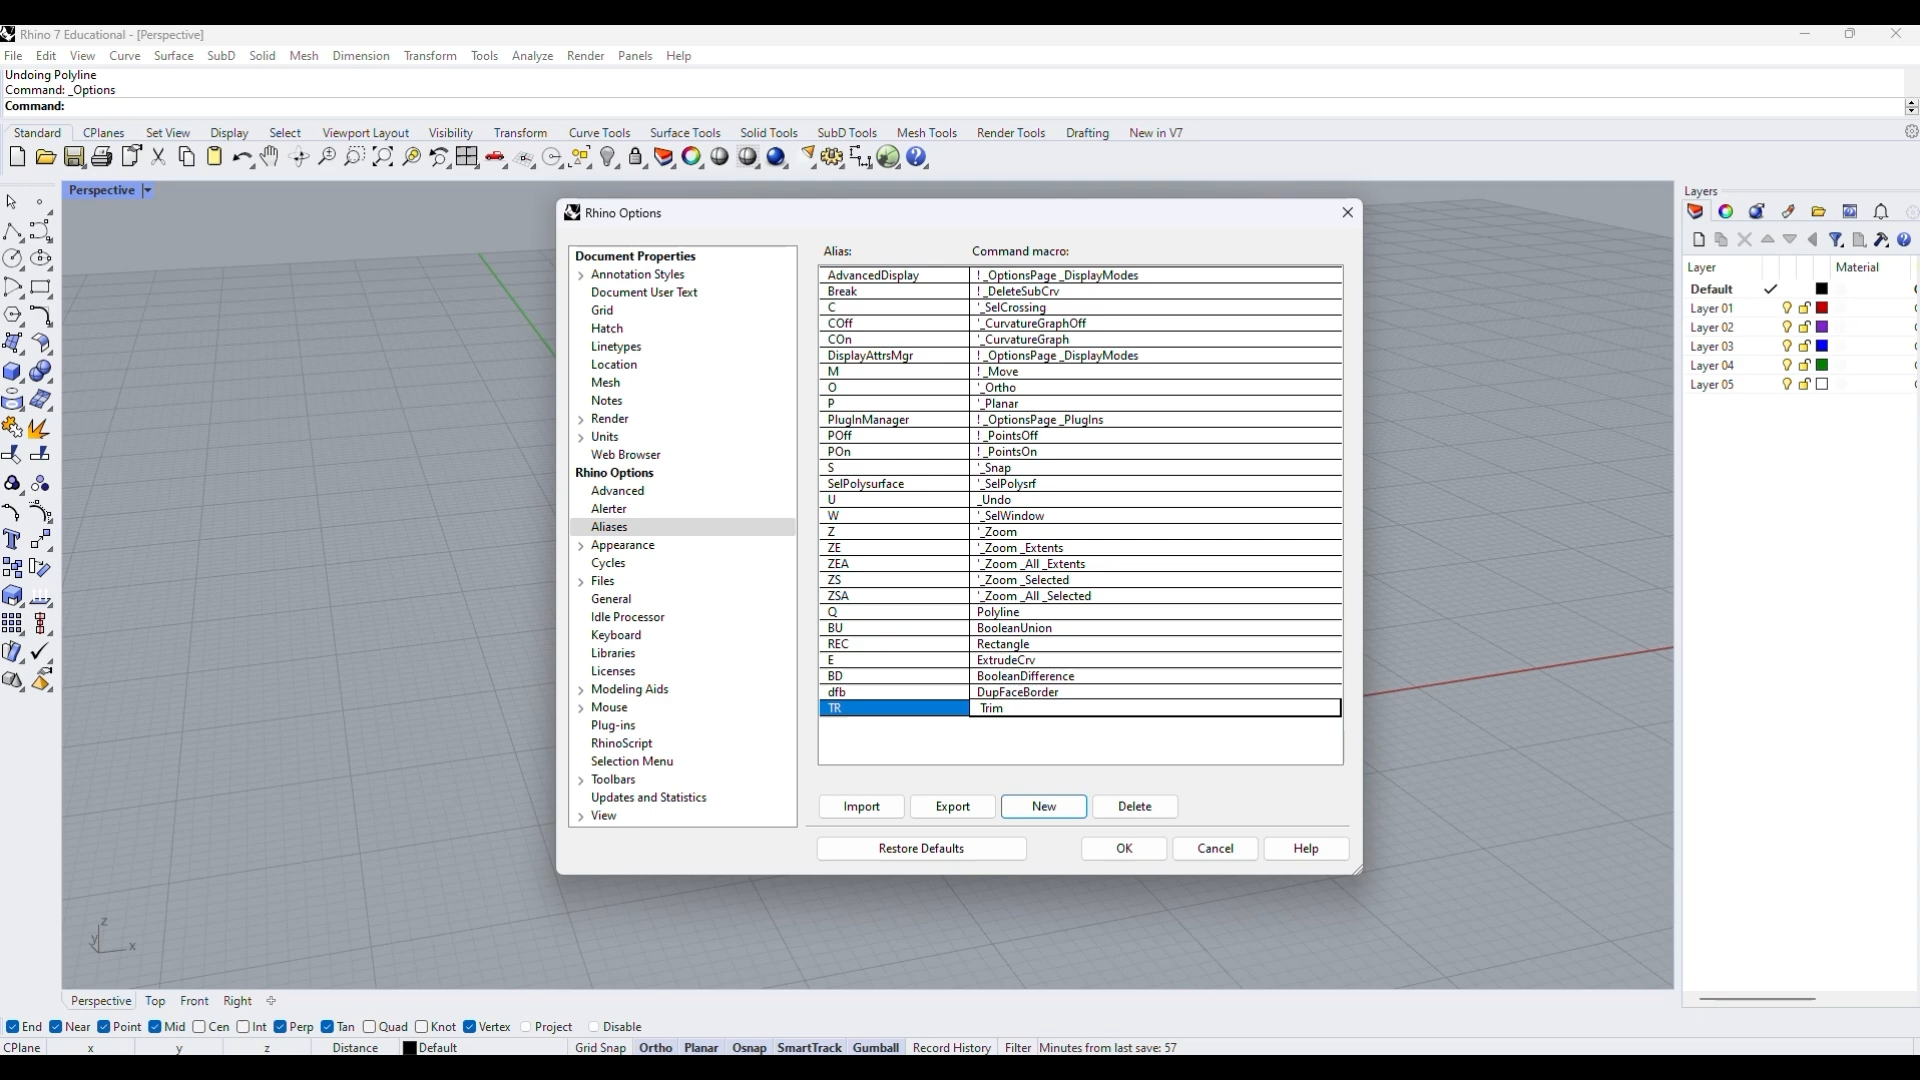 Rhino 7 Educational - [Perspective]
File Edit View Curve Surface SubD Solid Mesh Dimension Transform Tools Analyze Render Panels Help
Undoing Polyline
Command: _Options
Command:
Standard CPlanes Set View Display Select Viewport Layout Visibility Transform Curve Tools Surface Tools Solid Tools SubD Tools Mesh Tools Render Tools Drafting New in V7
Perspective
Rhino Options
Alias: Command macro:
Document Properties
Annotation Styles
Document User Text
Grid
Hatch
Linetypes
Location
Mesh
Notes
Render
Units
Web Browser
Rhino Options
Advanced
Alerter
Aliases
Appearance
Cycles
Files
General
Idle Processor
Keyboard
Libraries
Licenses
Modeling Aids
Mouse
Plug-ins
RhinoScript
Selection Menu
Toolbars
Updates and Statistics
View
AdvancedDisplay ! _OptionsPage _DisplayModes
Break ! _DeleteSubCrv
C '_SelCrossing
COff '_CurvatureGraphOff
COn '_CurvatureGraph
DisplayAttrsMgr ! _OptionsPage _DisplayModes
M ! _Move
O '_Ortho
P '_Planar
PlugInManager ! _OptionsPage _PlugIns
POff ! _PointsOff
POn ! _PointsOn
S '_Snap
SelPolysurface '_SelPolysrf
U _Undo
W '_SelWindow
Z '_Zoom
ZE '_Zoom _Extents
ZEA '_Zoom _All _Extents
ZS '_Zoom _Selected
ZSA '_Zoom _All _Selected
Q Polyline
BU BooleanUnion
REC Rectangle
E ExtrudeCrv
BD BooleanDifference
dfb DupFaceBorder
TR Trim
Import Export New Delete
Restore Defaults OK Cancel Help
Layers
Layer Material
Default
Layer 01
Layer 02
Layer 03
Layer 04
Layer 05
z
y x
Perspective Top Front Right
End Near Point Mid Cen Int Perp Tan Quad Knot Vertex Project Disable
CPlane x y z Distance Default Grid Snap Ortho Planar Osnap SmartTrack Gumball Record History Filter Minutes from last save: 57